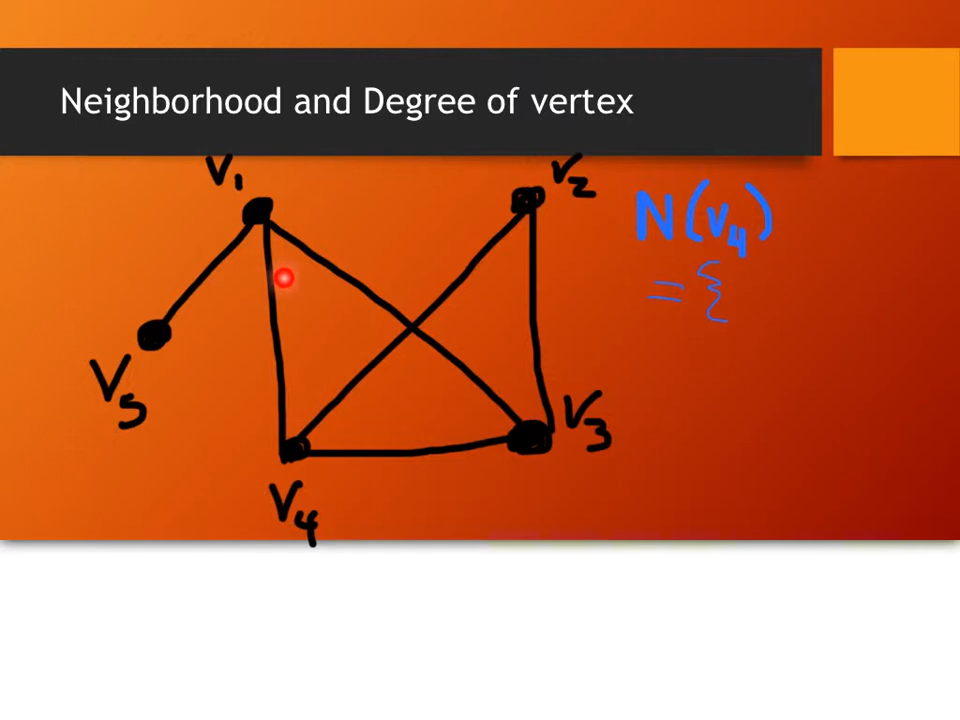 Neighborhood and Degree of vertex
V₁
V₂
N(v₄)
= {
V₅
V₃
V₄